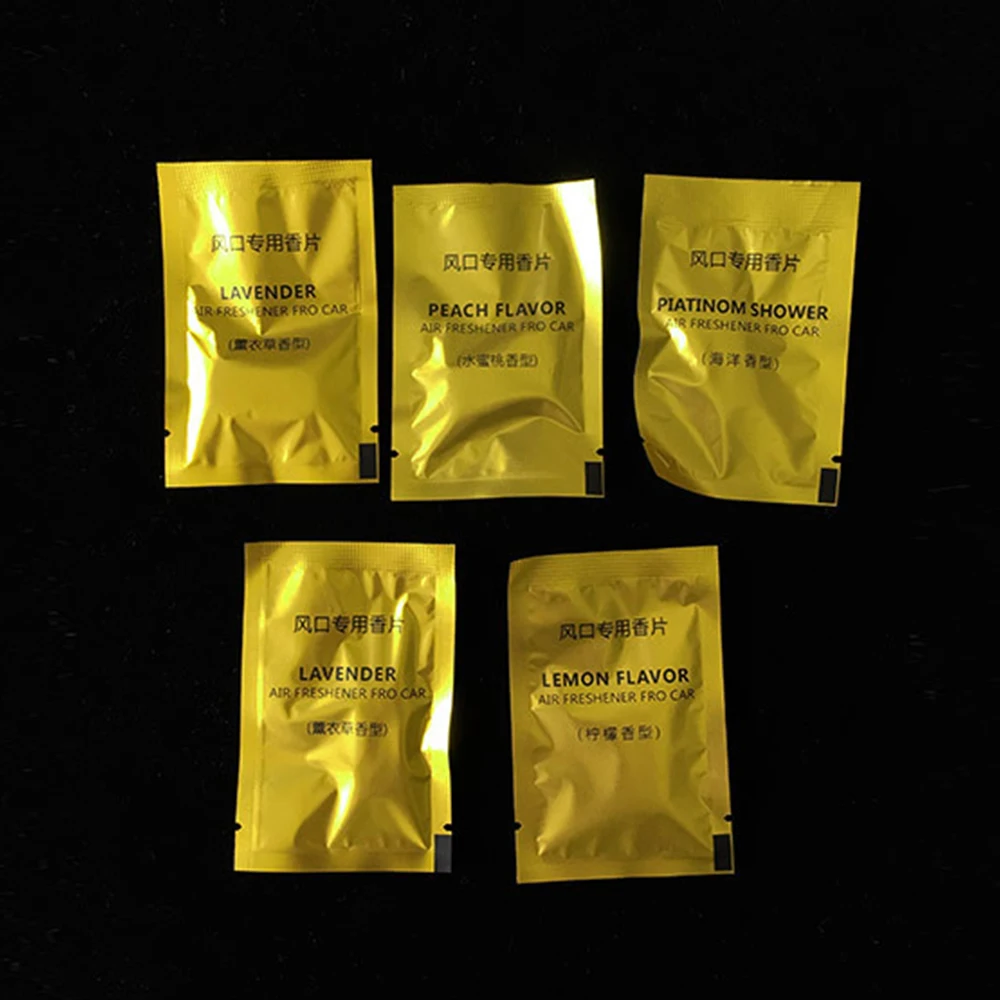 风口专用香片
LAVENDER
AIR FRESHENER FRO CAR
(薰衣草香型)
风口专用香片
PEACH FLAVOR
AIR FRESHENER FRO CAR
(水蜜桃香型)
风口专用香片
PIATINOM SHOWER
AIR FRESHENER FRO CAR
(海洋香型)
风口专用香片
LAVENDER
AIR FRESHENER FRO CAR
(薰衣草香型)
风口专用香片
LEMON FLAVOR
AIR FRESHENER FRO CAR
(柠檬香型)